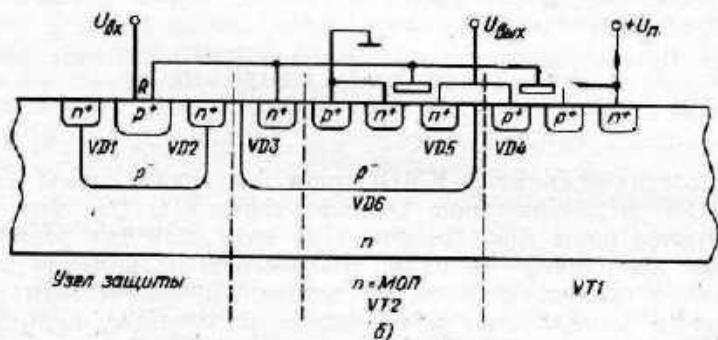 Uвх Uвых +Uп.
R
n⁺ p⁺ n⁺ n⁺ p⁺ n⁺ n⁺ p⁺ p⁺ n⁺
VD1 VD2 VD3 VD5 VD4
p⁻ p⁻
VD6
n
Узел защиты n=МОП VT1
VT2
б)